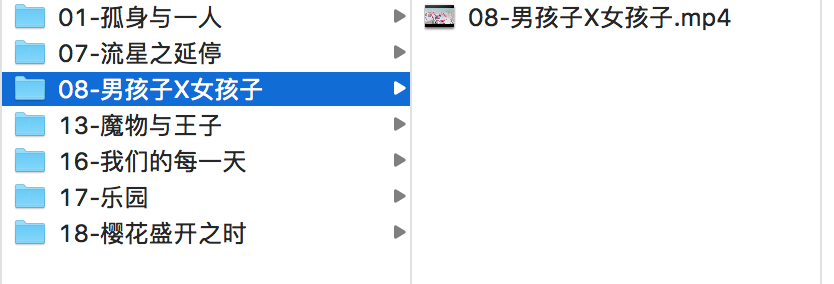 01-孤身与一人
07-流星之延停
08-男孩子X女孩子
13-魔物与王子
16-我们的每一天
17-乐园
18-樱花盛开之时
08-男孩子X女孩子.mp4